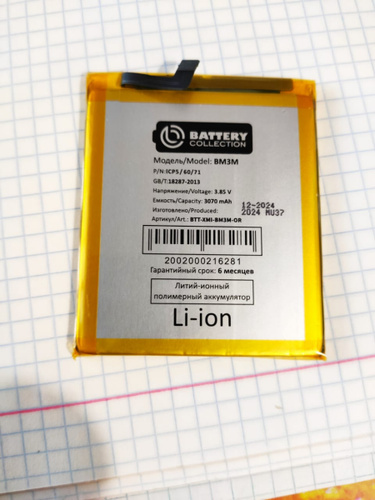 BATTERY
COLLECTION
Модель/Model: BM3M
P/N: ICP5/60/71
GB/T:18287-2013
Напряжение/Voltage: 3.85 V
Емкость/Capacity: 3070 mAh
Изготовлено/Produced: 12-2024
2024 MU37
Артикул/Art.: BTT-XMI-BM3M-OR
2002000216281
Гарантийный срок: 6 месяцев
Литий-ионный
полимерный аккумулятор
Li-ion